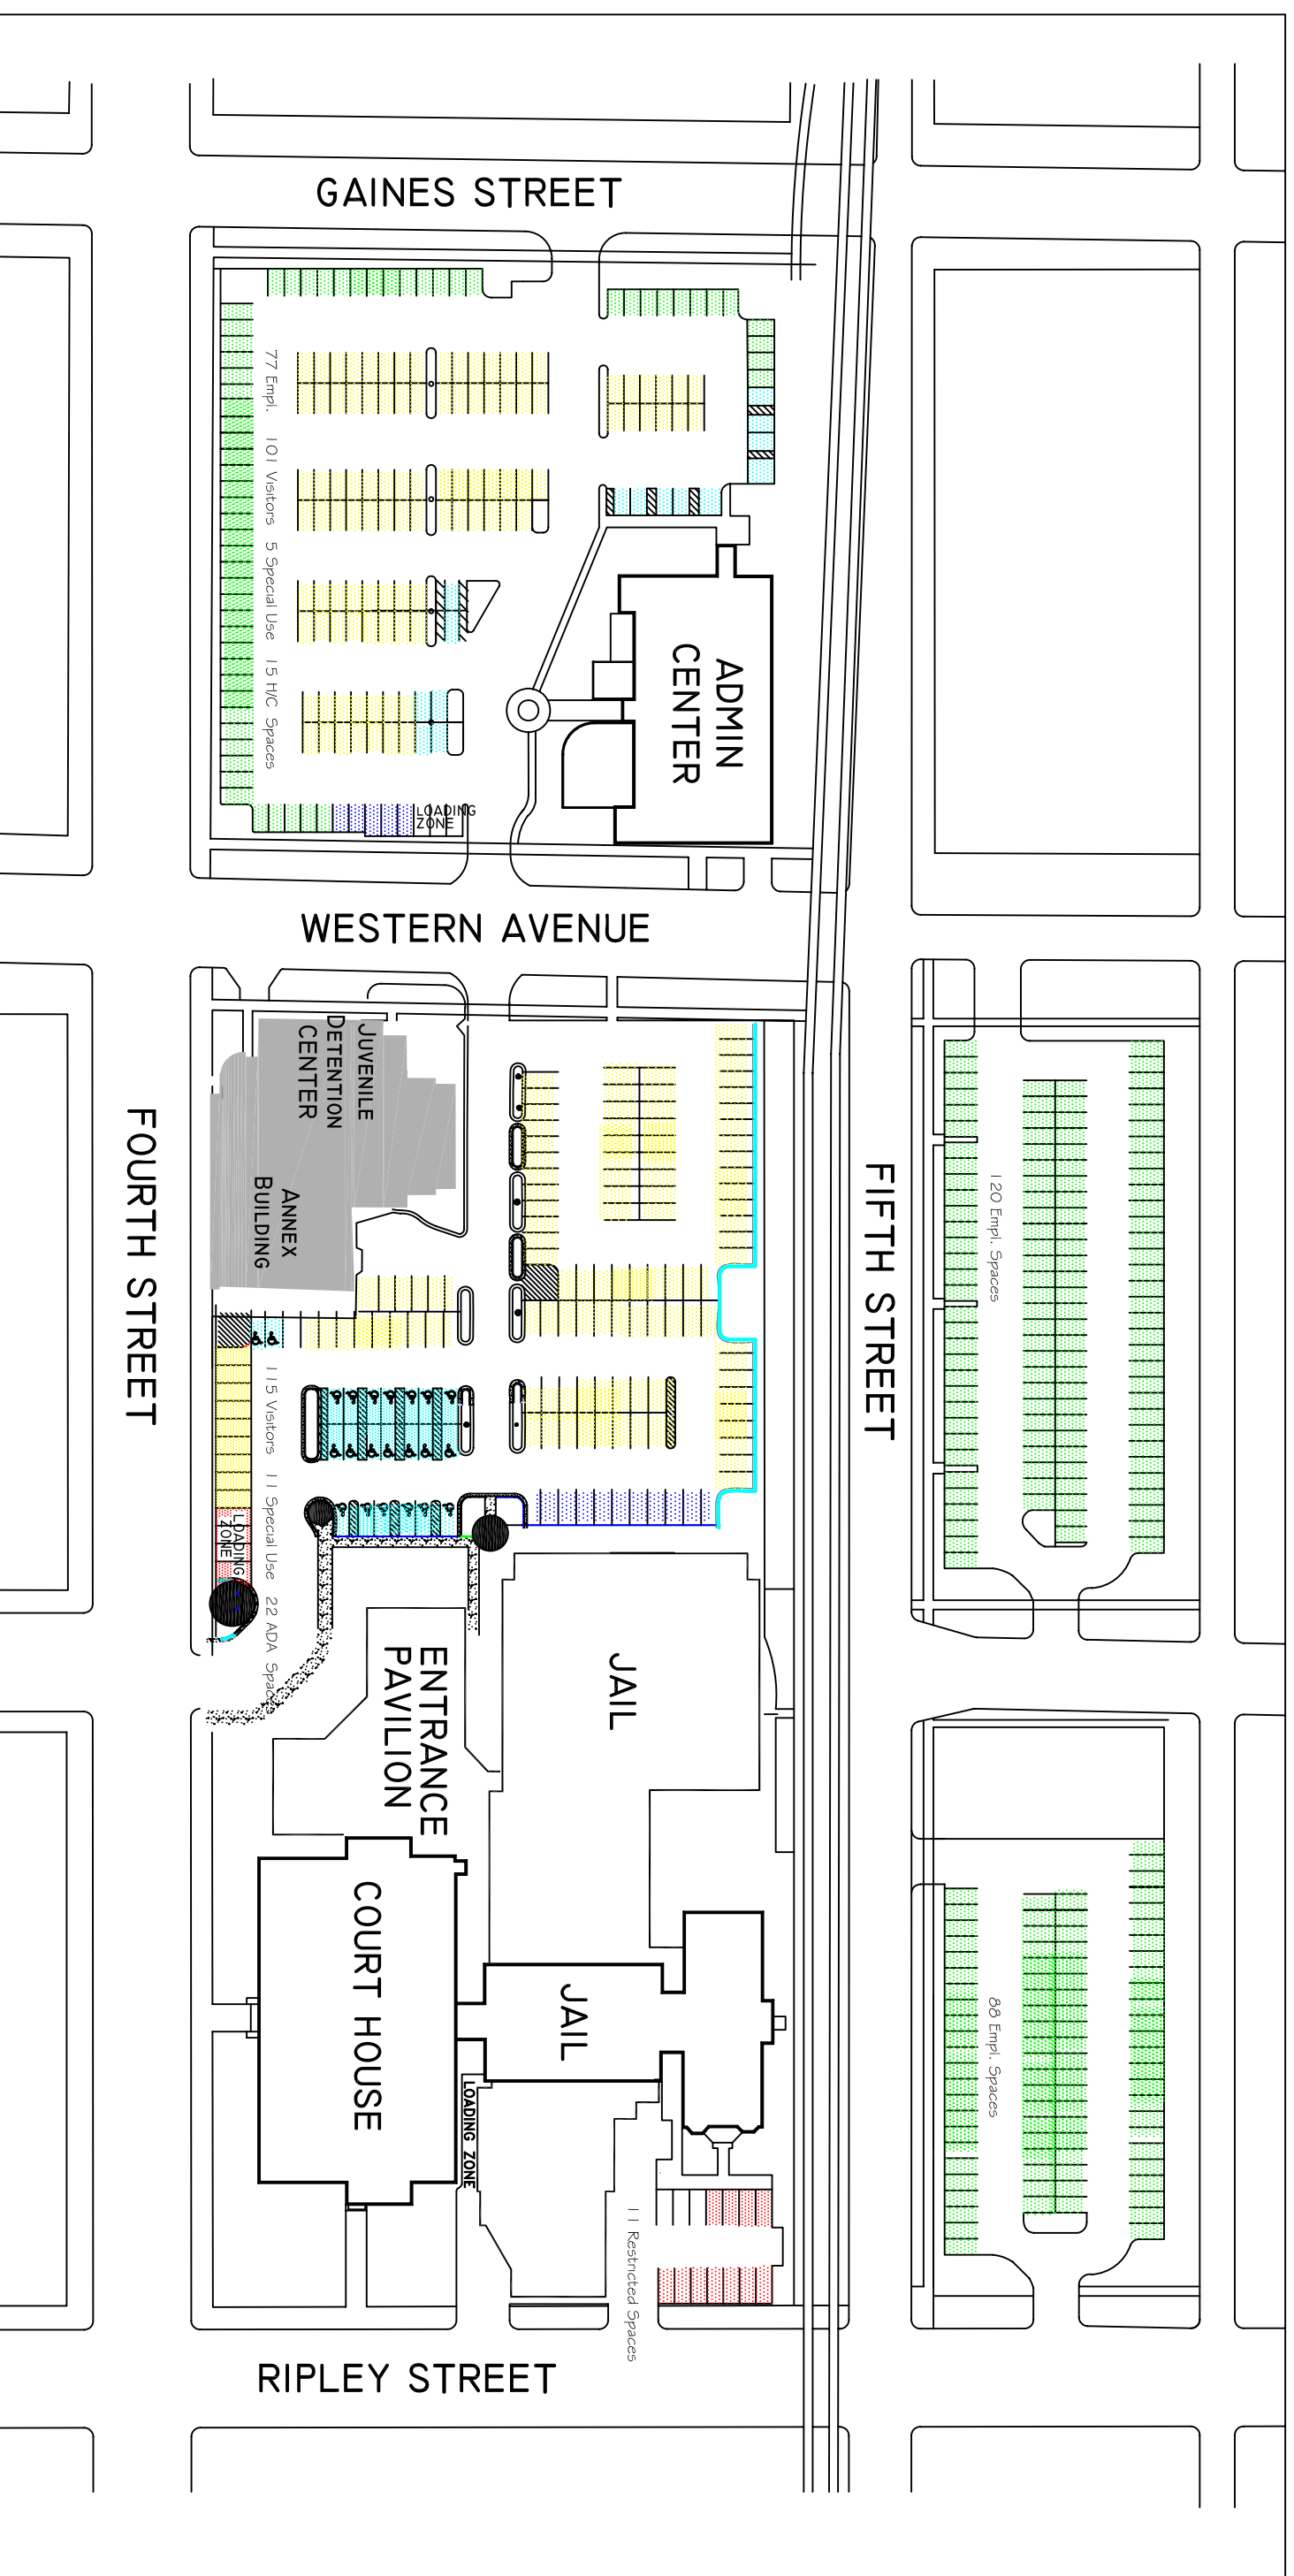 GAINES STREET
77 Empl.   101 Visitors   5 Special Use   15 H/C Spaces
ADMIN
CENTER
LOADING
ZONE
WESTERN AVENUE
JUVENILE
DETENTION
CENTER
ANNEX
BUILDING
FOURTH STREET
FIFTH STREET
120 Empl. Spaces
115 Visitors   11 Special Use   22 ADA Spaces
LOADING
ZONE
JAIL
ENTRANCE
PAVILION
COURT HOUSE
JAIL
LOADING ZONE
88 Empl. Spaces
11 Restricted Spaces
RIPLEY STREET